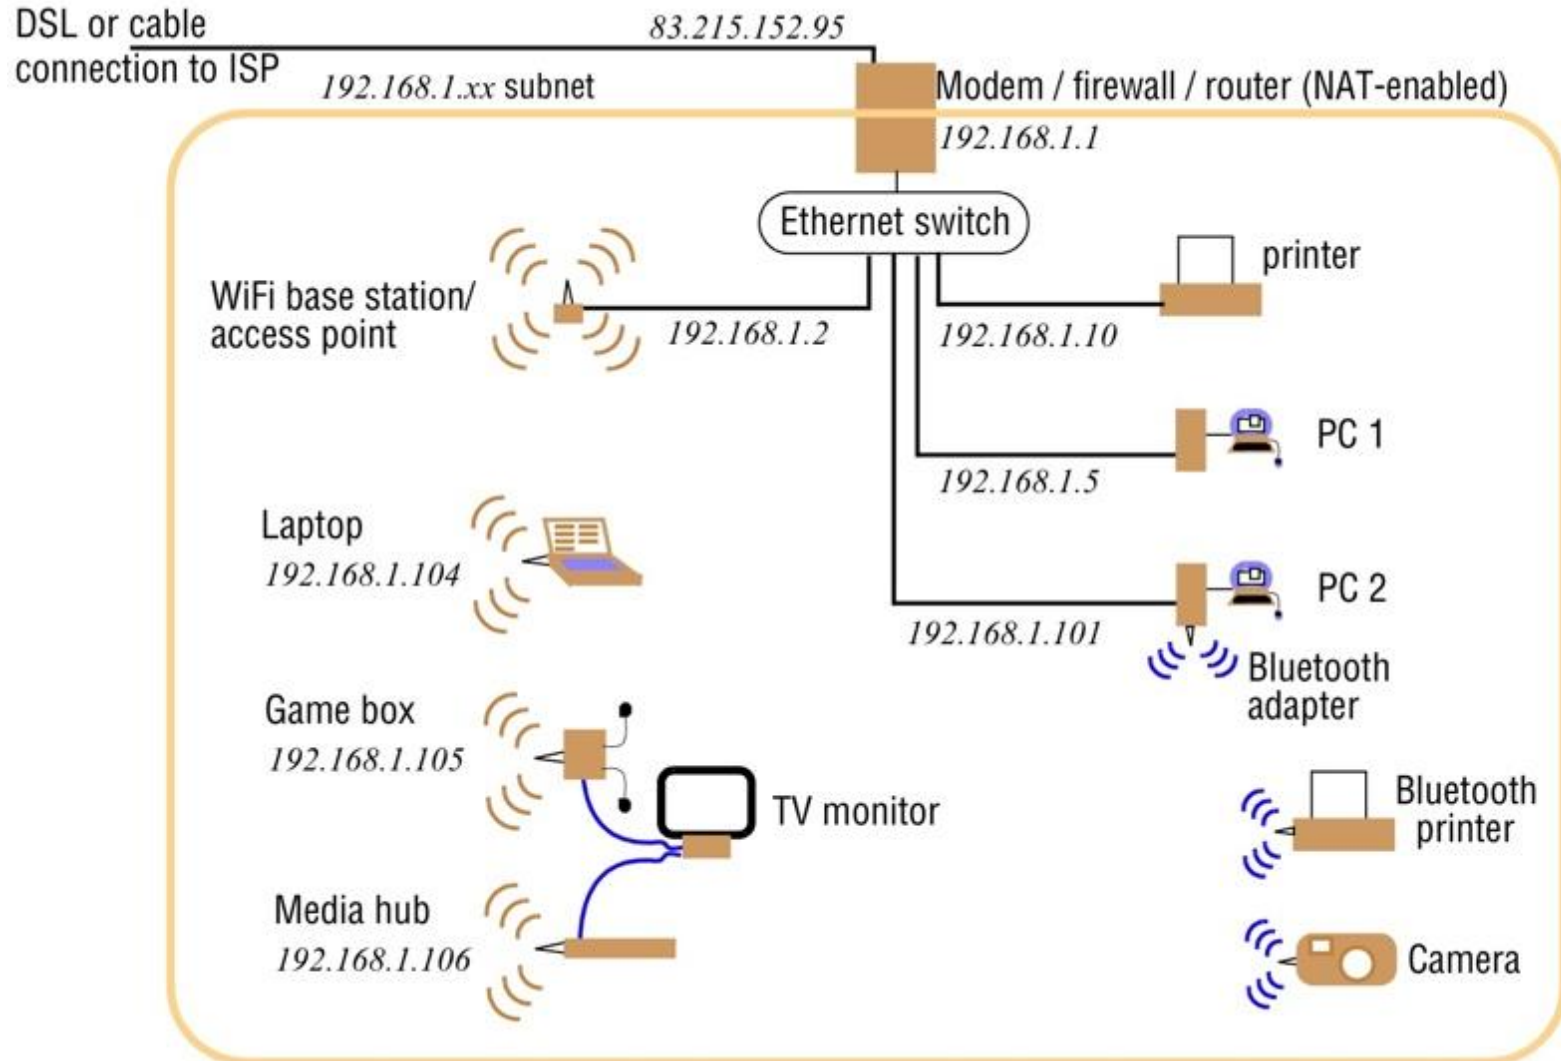 DSL or cable
connection to ISP
83.215.152.95
192.168.1.xx subnet
Modem / firewall / router (NAT-enabled)
192.168.1.1
Ethernet switch
printer
WiFi base station/
access point
192.168.1.2
192.168.1.10
PC 1
192.168.1.5
Laptop
192.168.1.104
PC 2
192.168.1.101
Bluetooth
adapter
Game box
192.168.1.105
TV monitor
Bluetooth
printer
Media hub
192.168.1.106
Camera